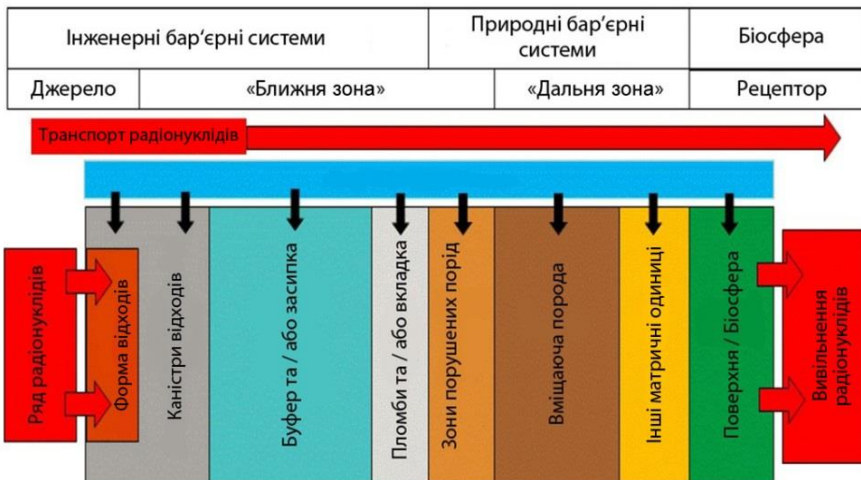 Інженерні бар'єрні системи
Природні бар'єрні
системи
Біосфера
Джерело
«Ближня зона»
«Дальня зона»
Рецептор
Транспорт радіонуклідів
Ряд радіонуклідів
Форма відходів
Каністри відходів
Буфер та / або засипка
Пломби та / або вкладка
Зони порушених порід
Вміщаюча порода
Інші матричні одиниці
Поверхня / Біосфера
Вивільнення
радіонуклідів